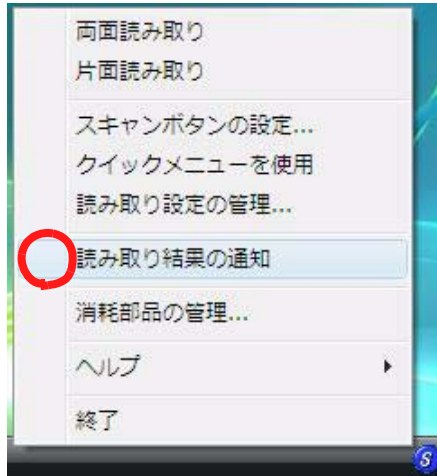 両面読み取り
片面読み取り
スキャンボタンの設定...
クイックメニューを使用
読み取り設定の管理...
読み取り結果の通知
消耗部品の管理...
ヘルプ
終了
S